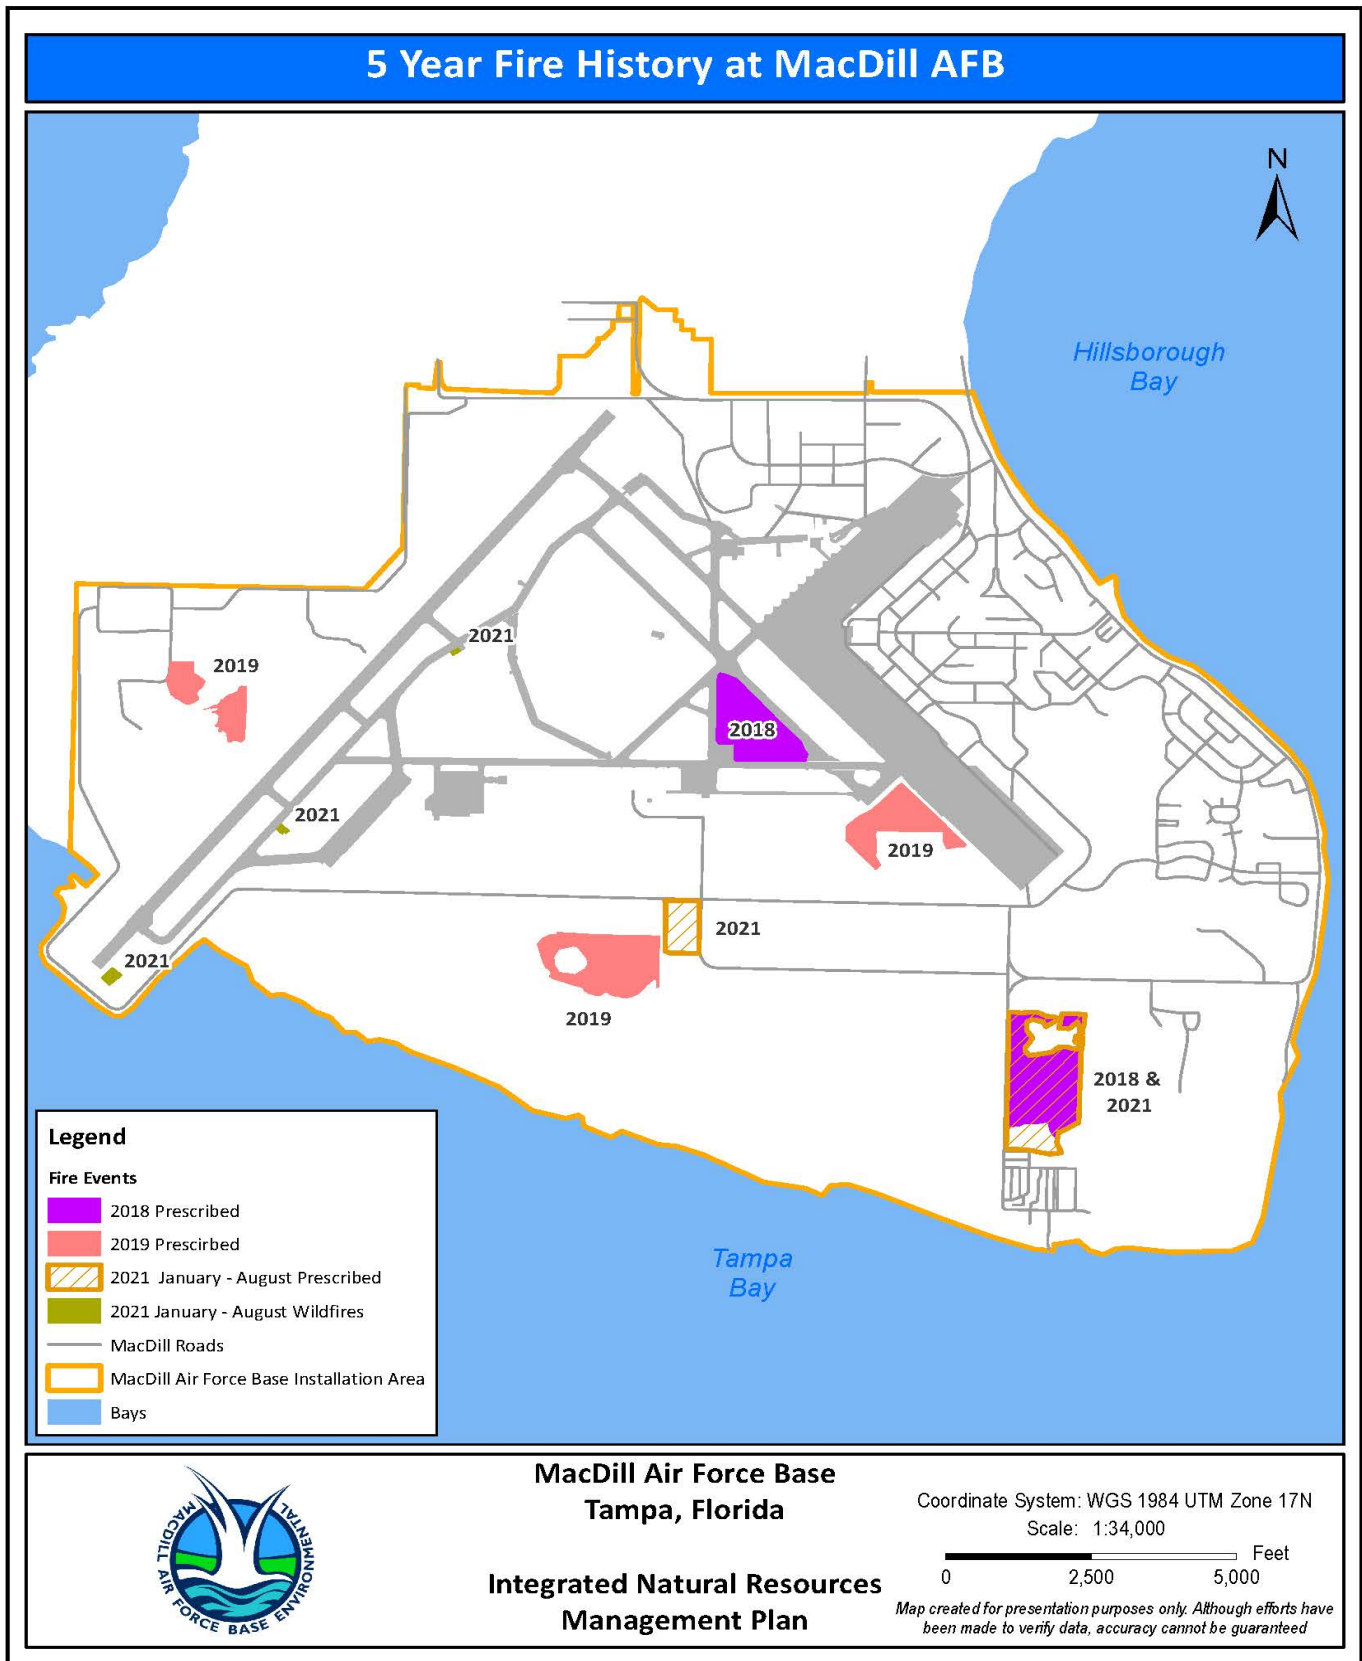 5 Year Fire History at MacDill AFB
N
Hillsborough
Bay
2021
2019
2018
2021
2019
2021
2021
2019
2018 &
2021
Legend
Fire Events
2018 Prescribed
2019 Prescirbed
2021 January - August Prescribed
2021 January - August Wildfires
MacDill Roads
MacDill Air Force Base Installation Area
Bays
Tampa
Bay
MACDILL AIR FORCE BASE ENVIRONMENTAL
MacDill Air Force Base
Tampa, Florida
Integrated Natural Resources
Management Plan
Coordinate System: WGS 1984 UTM Zone 17N
Scale: 1:34,000
Feet
0 2,500 5,000
Map created for presentation purposes only. Although efforts have
been made to verify data, accuracy cannot be guaranteed